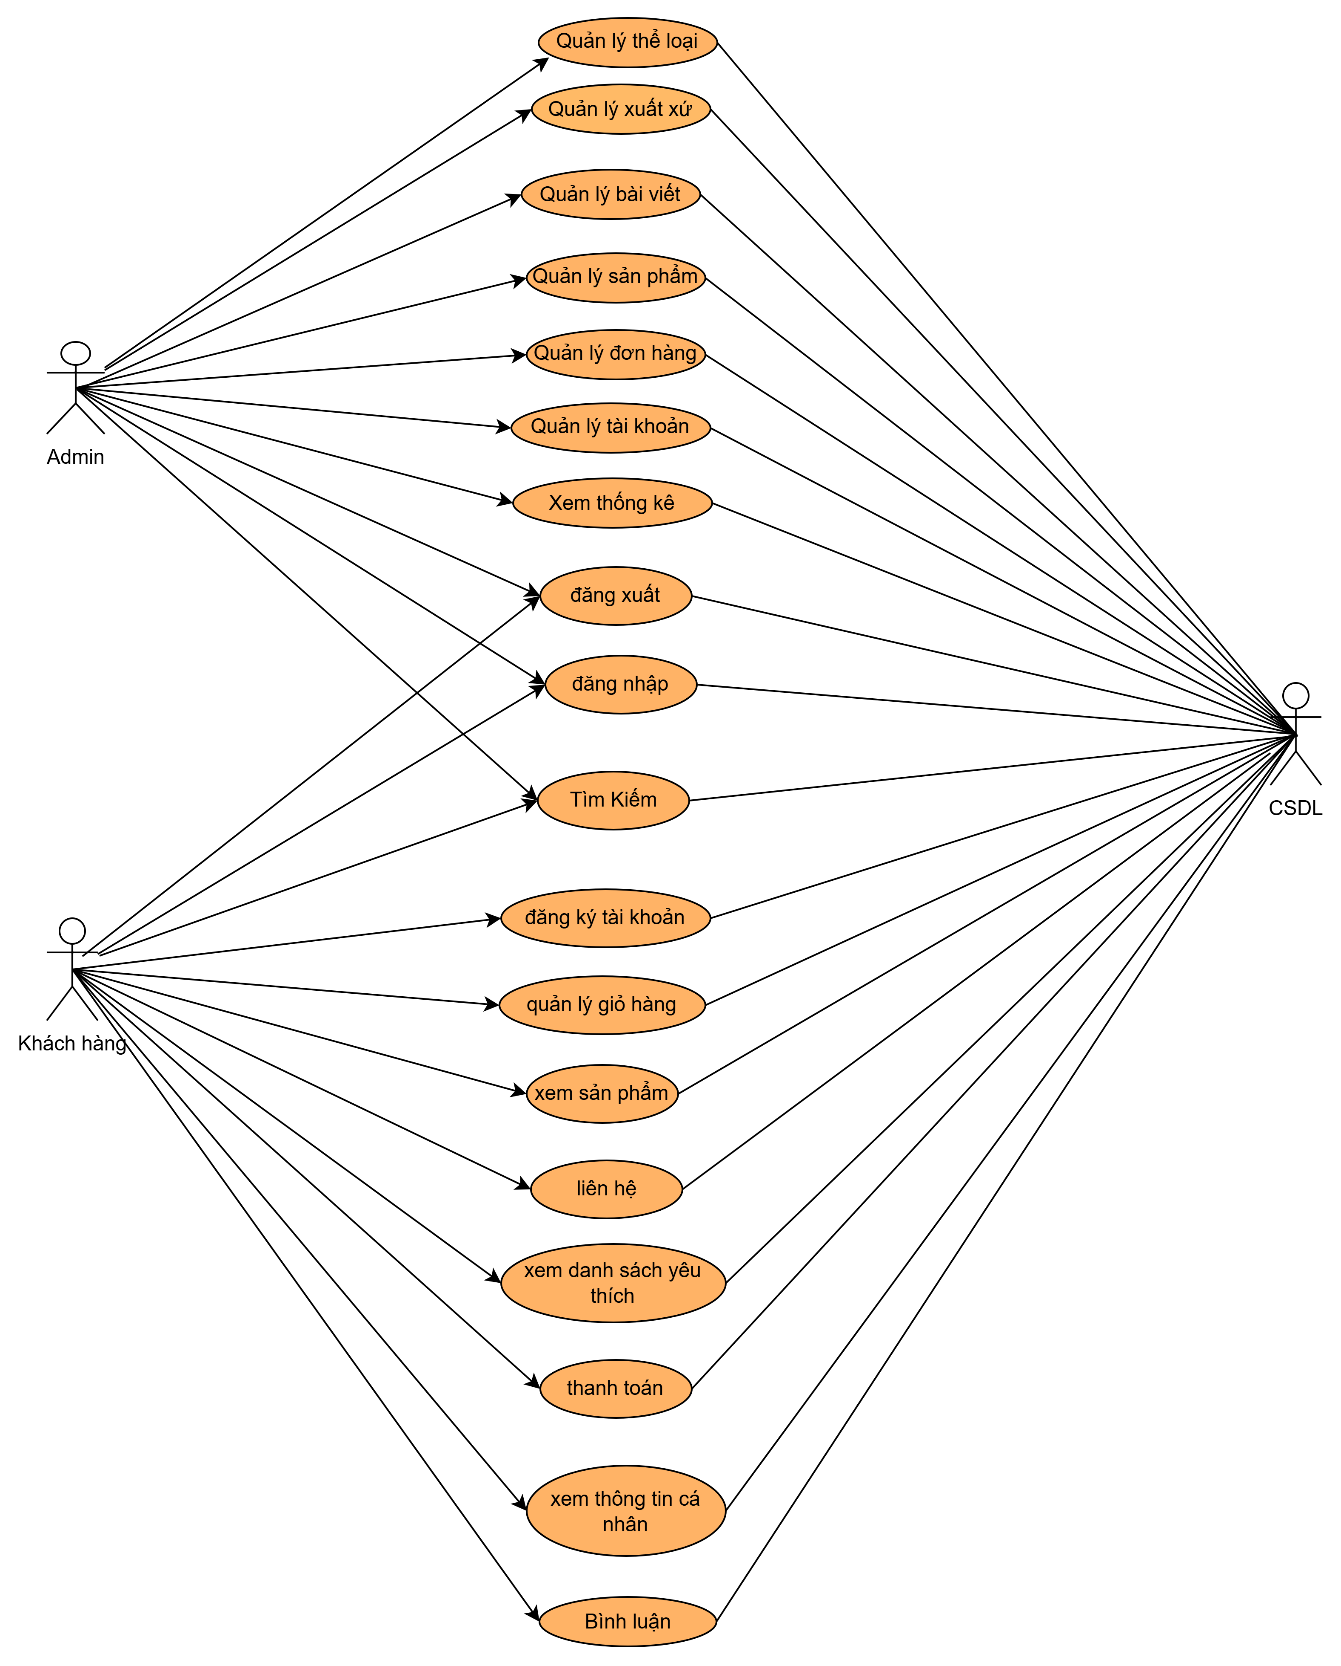 Quản lý thể loại
Quản lý xuất xứ
Quản lý bài viết
Quản lý sản phẩm
Quản lý đơn hàng
Quản lý tài khoản
Admin
Xem thống kê
đăng xuất
đăng nhập
Tìm Kiếm
CSDL
đăng ký tài khoản
quản lý giỏ hàng
Khách hàng
xem sản phẩm
liên hệ
xem danh sách yêu
thích
thanh toán
xem thông tin cá
nhân
Bình luận